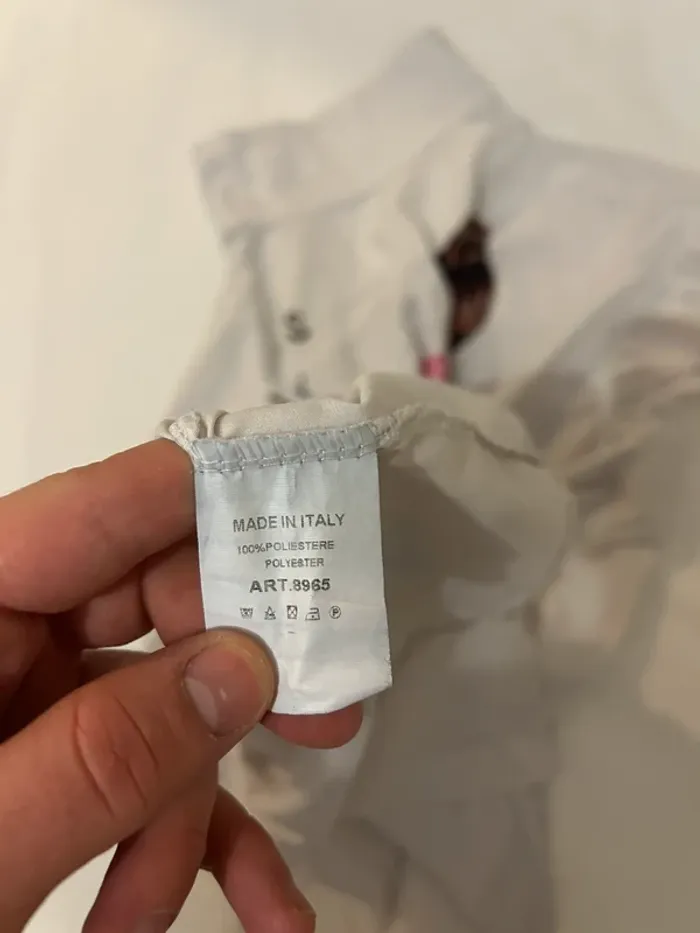 MADE IN ITALY
100%POLIESTERE
POLYESTER
ART.8965
P